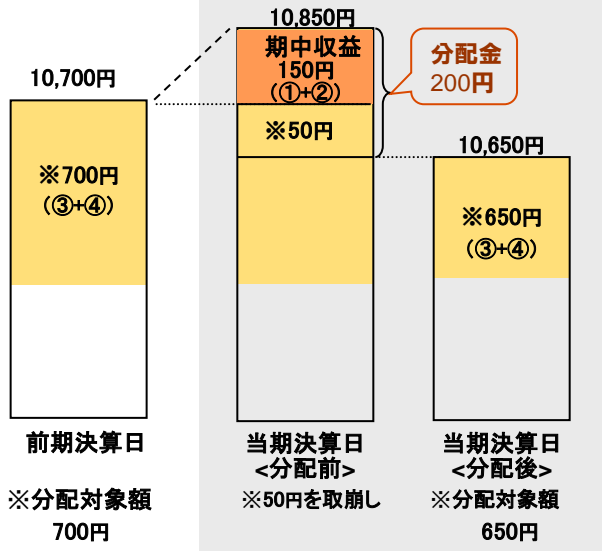 10,850円
期中収益
150円
(①+②)
分配金
200円
10,700円
※50円
10,650円
※700円
(③+④)
※650円
(③+④)
前期決算日
当期決算日
<分配前>
当期決算日
<分配後>
※分配対象額
700円
※50円を取崩し
※分配対象額
650円